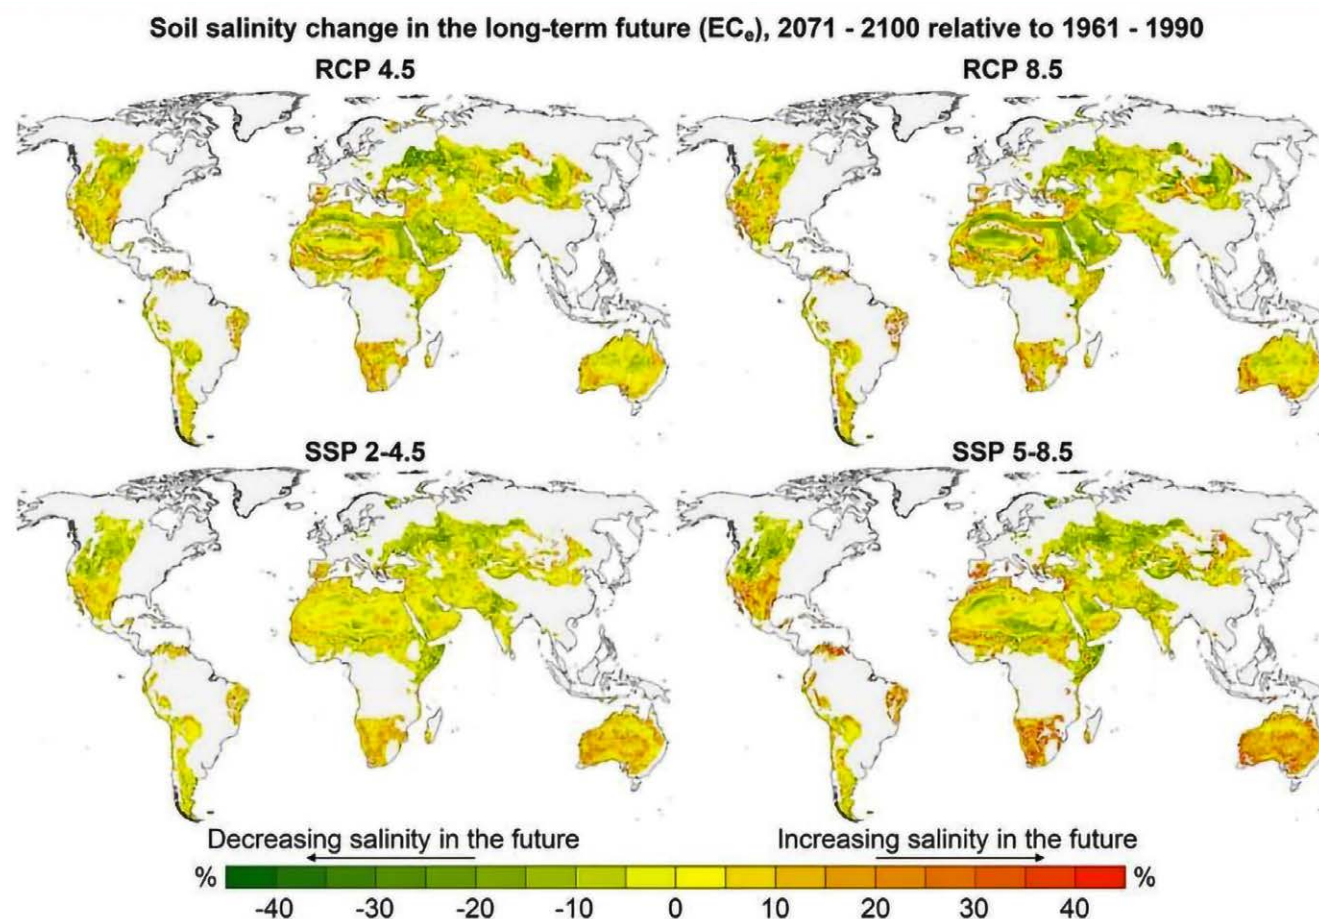 Soil salinity change in the long-term future (ECₑ), 2071 - 2100 relative to 1961 - 1990
RCP 4.5
RCP 8.5
SSP 2-4.5
SSP 5-8.5
Decreasing salinity in the future
Increasing salinity in the future
% %
-40 -30 -20 -10 0 10 20 30 40